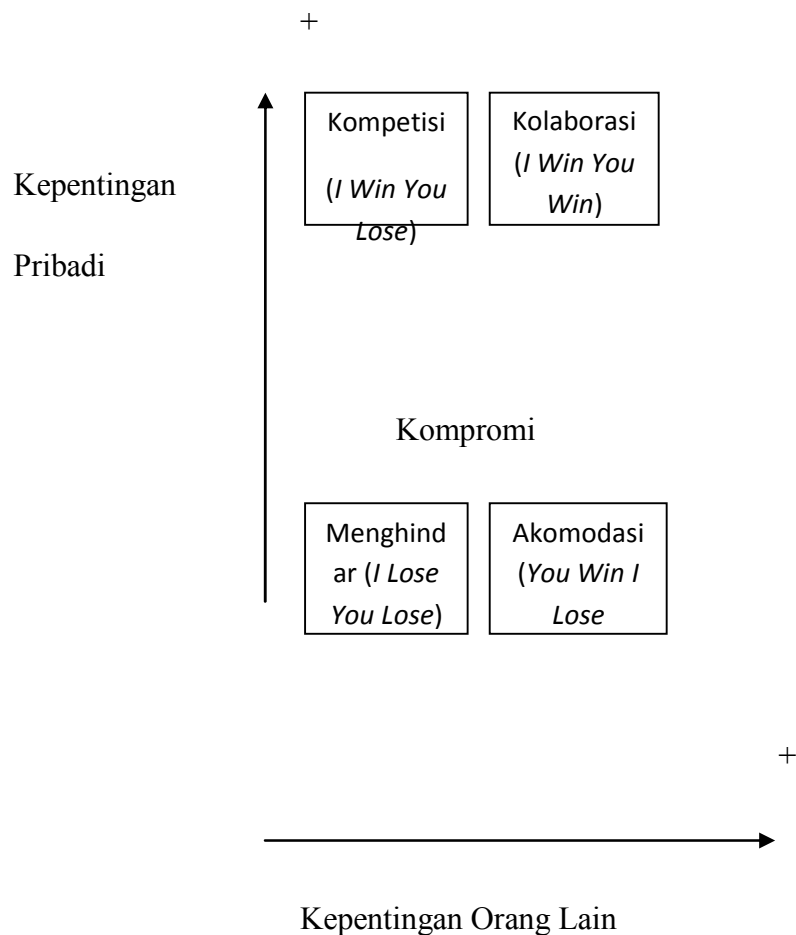 +
Kompetisi
(I Win You
Lose)
Kolaborasi
(I Win You
Win)
Kepentingan
Pribadi
Kompromi
Menghind
ar (I Lose
You Lose)
Akomodasi
(You Win I
Lose
+
Kepentingan Orang Lain